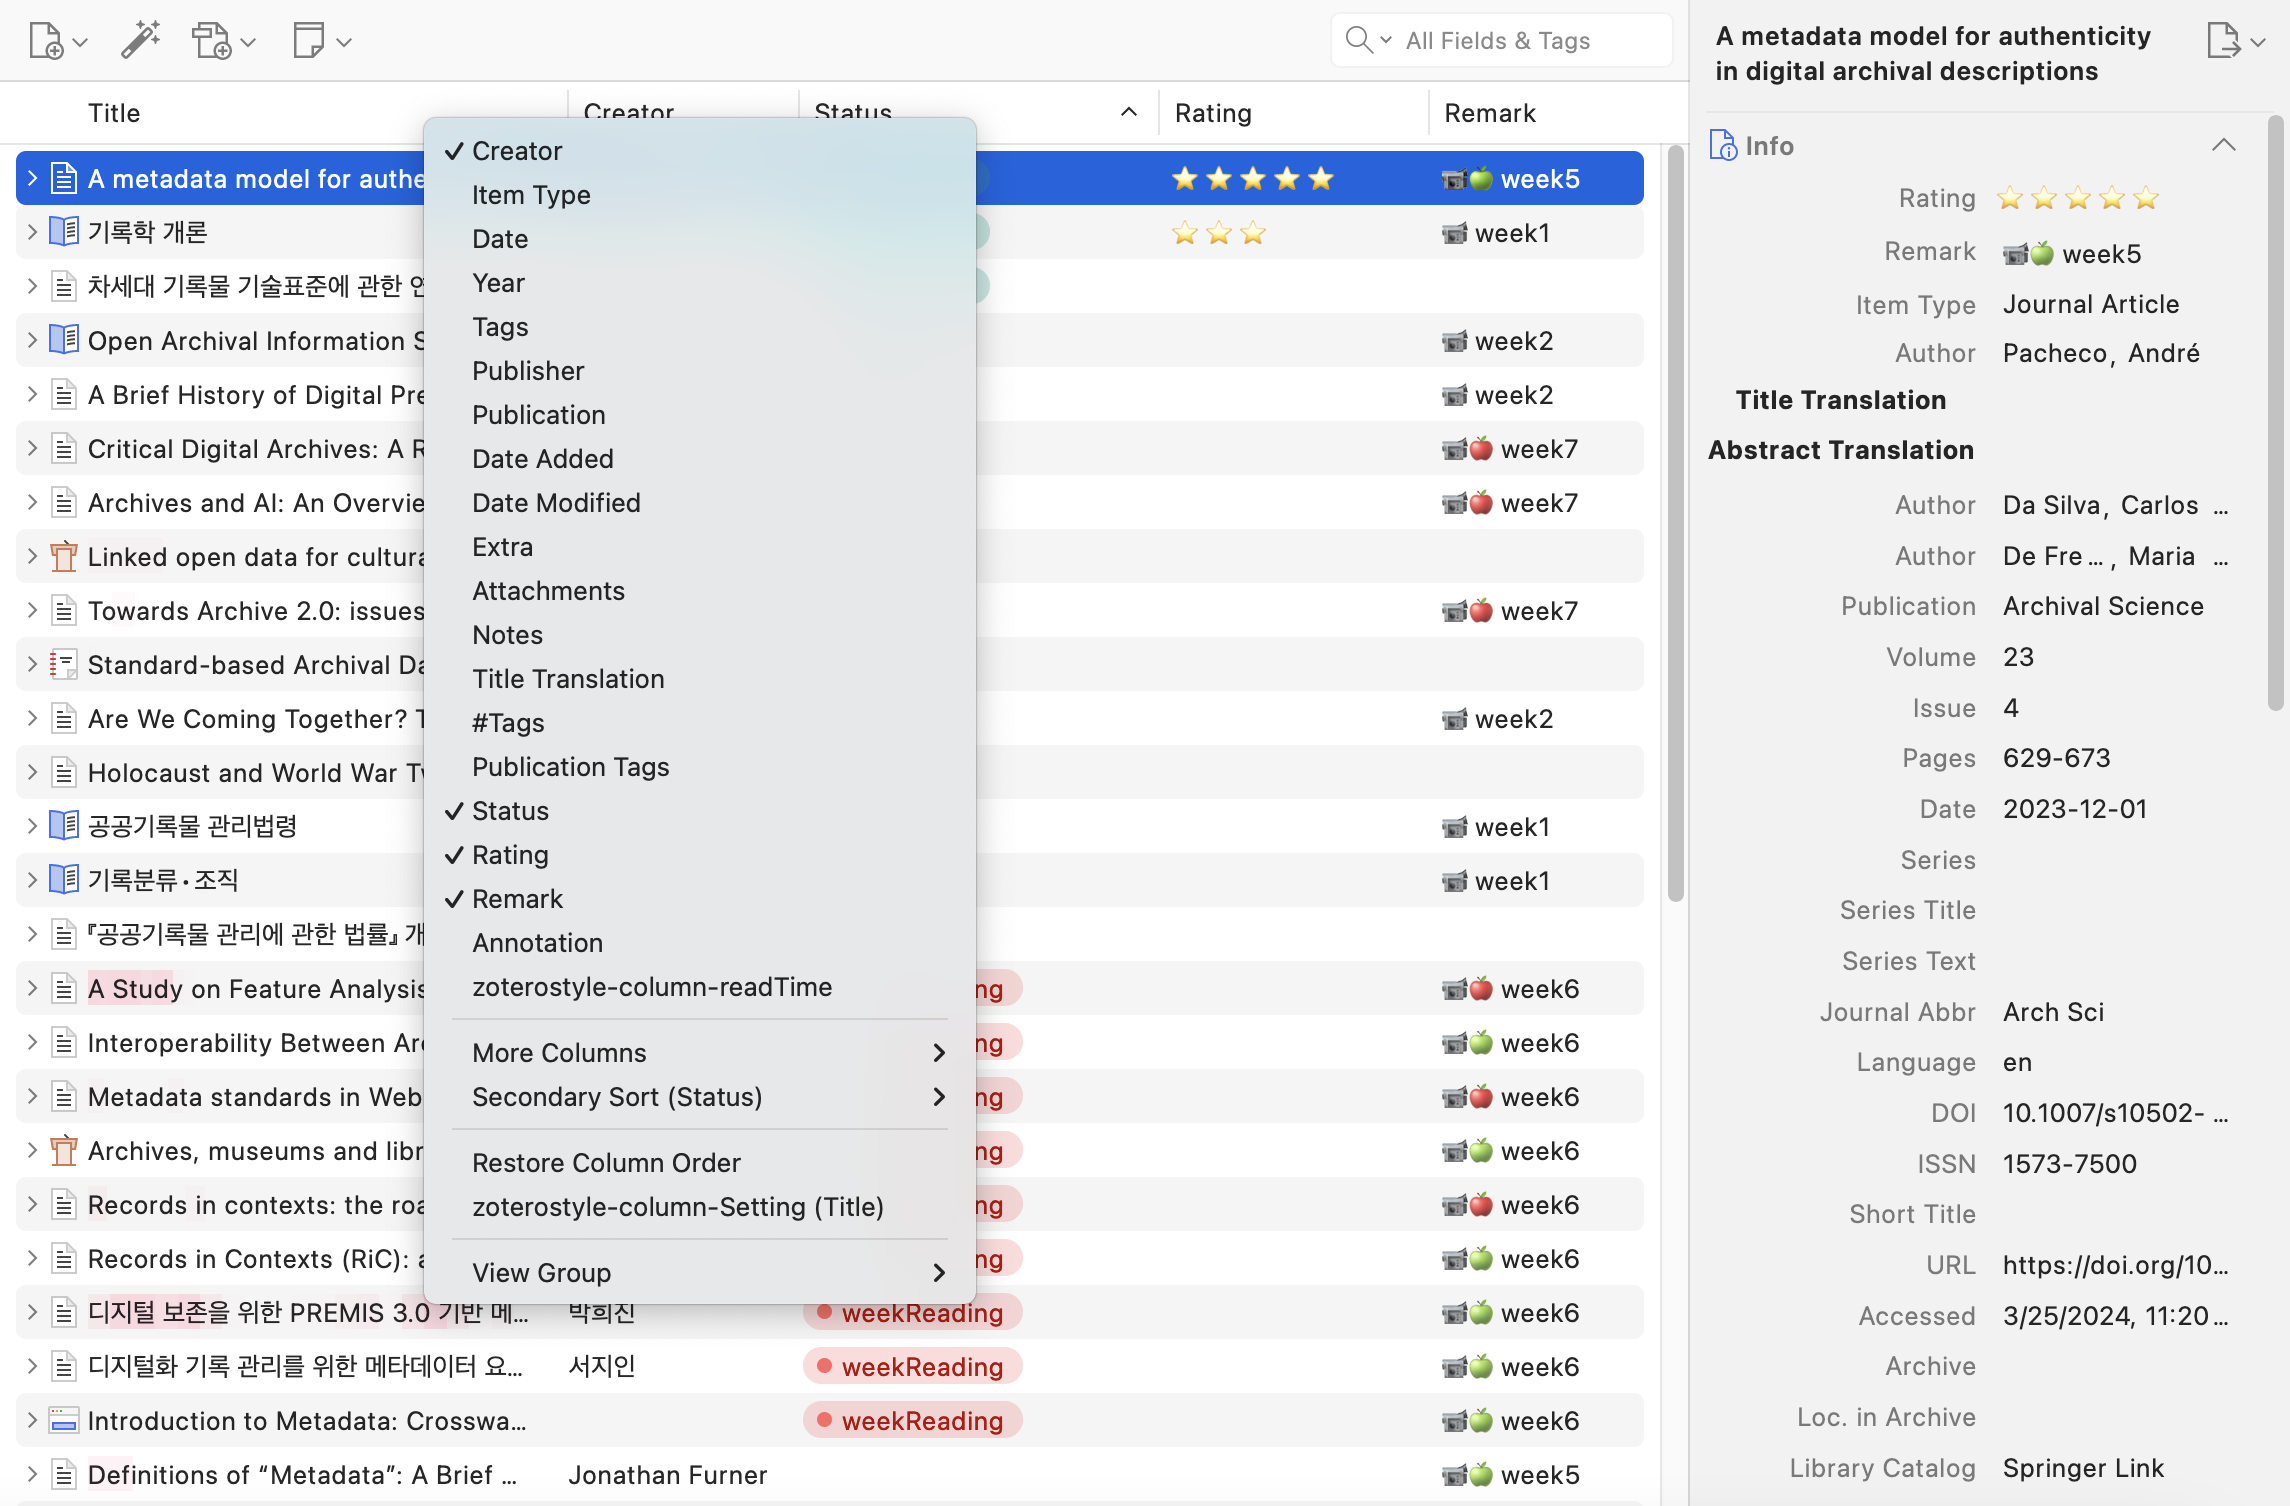 All Fields & Tags
Title
Creator
Status
Rating
Remark
A metadata model for authe
week5
기록학 개론
week1
차세대 기록물 기술표준에 관한 연
Open Archival Information S
week2
A Brief History of Digital Pre
week2
Critical Digital Archives: A R
week7
Archives and AI: An Overvie
week7
Linked open data for cultura
Towards Archive 2.0: issues
week7
Standard-based Archival Da
Are We Coming Together? T
week2
Holocaust and World War Tw
공공기록물 관리법령
week1
기록분류·조직
week1
『공공기록물 관리에 관한 법률』 개
A Study on Feature Analysis
ng
week6
Interoperability Between Arc
ng
week6
Metadata standards in Web
ng
week6
Archives, museums and libr
ng
week6
Records in contexts: the roa
ng
week6
Records in Contexts (RiC): a
ng
week6
디지털 보존을 위한 PREMIS 3.0 기반 메...
박희진
weekReading
week6
디지털화 기록 관리를 위한 메타데이터 요...
서지인
weekReading
week6
Introduction to Metadata: Crosswa...
weekReading
week6
Definitions of “Metadata”: A Brief ...
Jonathan Furner
week5
✓ Creator
Item Type
Date
Year
Tags
Publisher
Publication
Date Added
Date Modified
Extra
Attachments
Notes
Title Translation
#Tags
Publication Tags
✓ Status
✓ Rating
✓ Remark
Annotation
zoterostyle-column-readTime
More Columns
Secondary Sort (Status)
Restore Column Order
zoterostyle-column-Setting (Title)
View Group
A metadata model for authenticity
in digital archival descriptions
Info
Rating
Remark week5
Item Type Journal Article
Author Pacheco, André
Title Translation
Abstract Translation
Author Da Silva, Carlos ...
Author De Fre..., Maria ...
Publication Archival Science
Volume 23
Issue 4
Pages 629-673
Date 2023-12-01
Series
Series Title
Series Text
Journal Abbr Arch Sci
Language en
DOI 10.1007/s10502- ...
ISSN 1573-7500
Short Title
URL https://doi.org/10...
Accessed 3/25/2024, 11:20...
Archive
Loc. in Archive
Library Catalog Springer Link